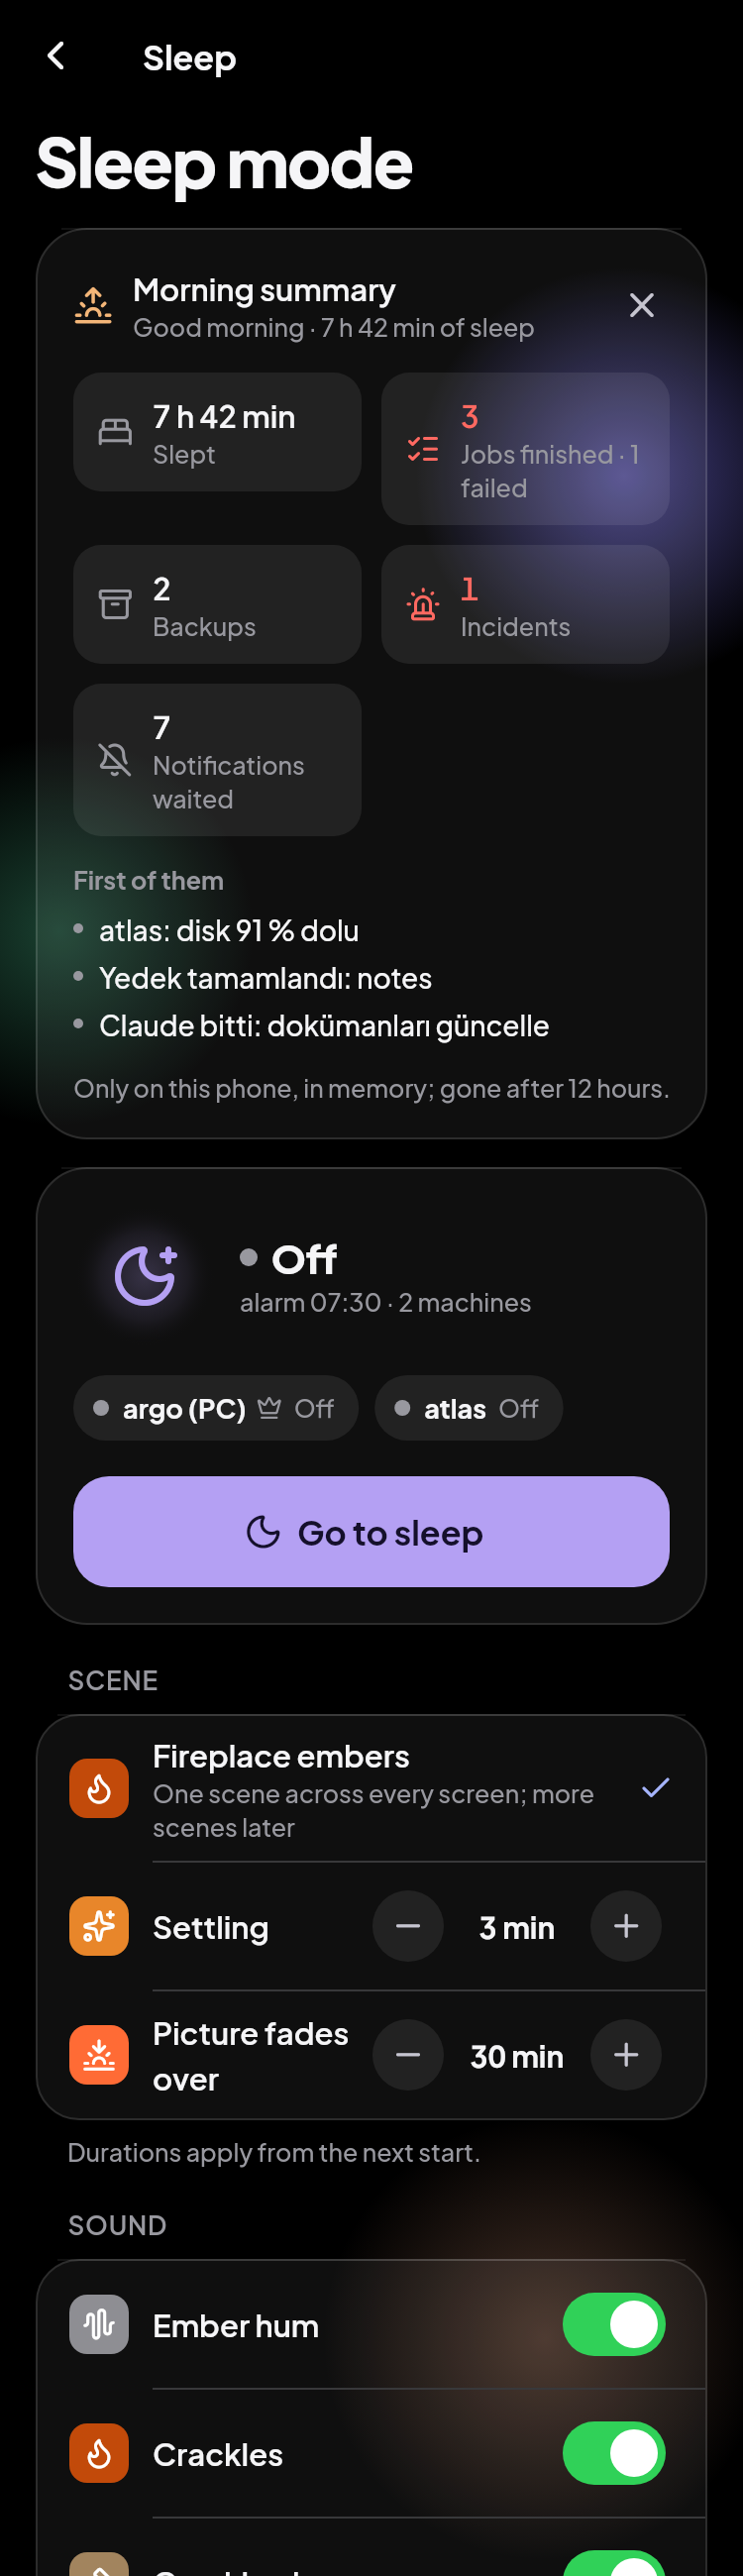 Sleep
Sleep mode
Morning summary
Good morning · 7 h 42 min of sleep
7 h 42 min
Slept
3
Jobs finished · 1
failed
2
Backups
1
Incidents
7
Notifications
waited
First of them
atlas: disk 91 % dolu
Yedek tamamlandı: notes
Claude bitti: dokümanları güncelle
Only on this phone, in memory; gone after 12 hours.
Off
alarm 07:30 · 2 machines
argo (PC) Off
atlas Off
Go to sleep
SCENE
Fireplace embers
One scene across every screen; more
scenes later
Settling
3 min
Picture fades
over
30 min
Durations apply from the next start.
SOUND
Ember hum
Crackles